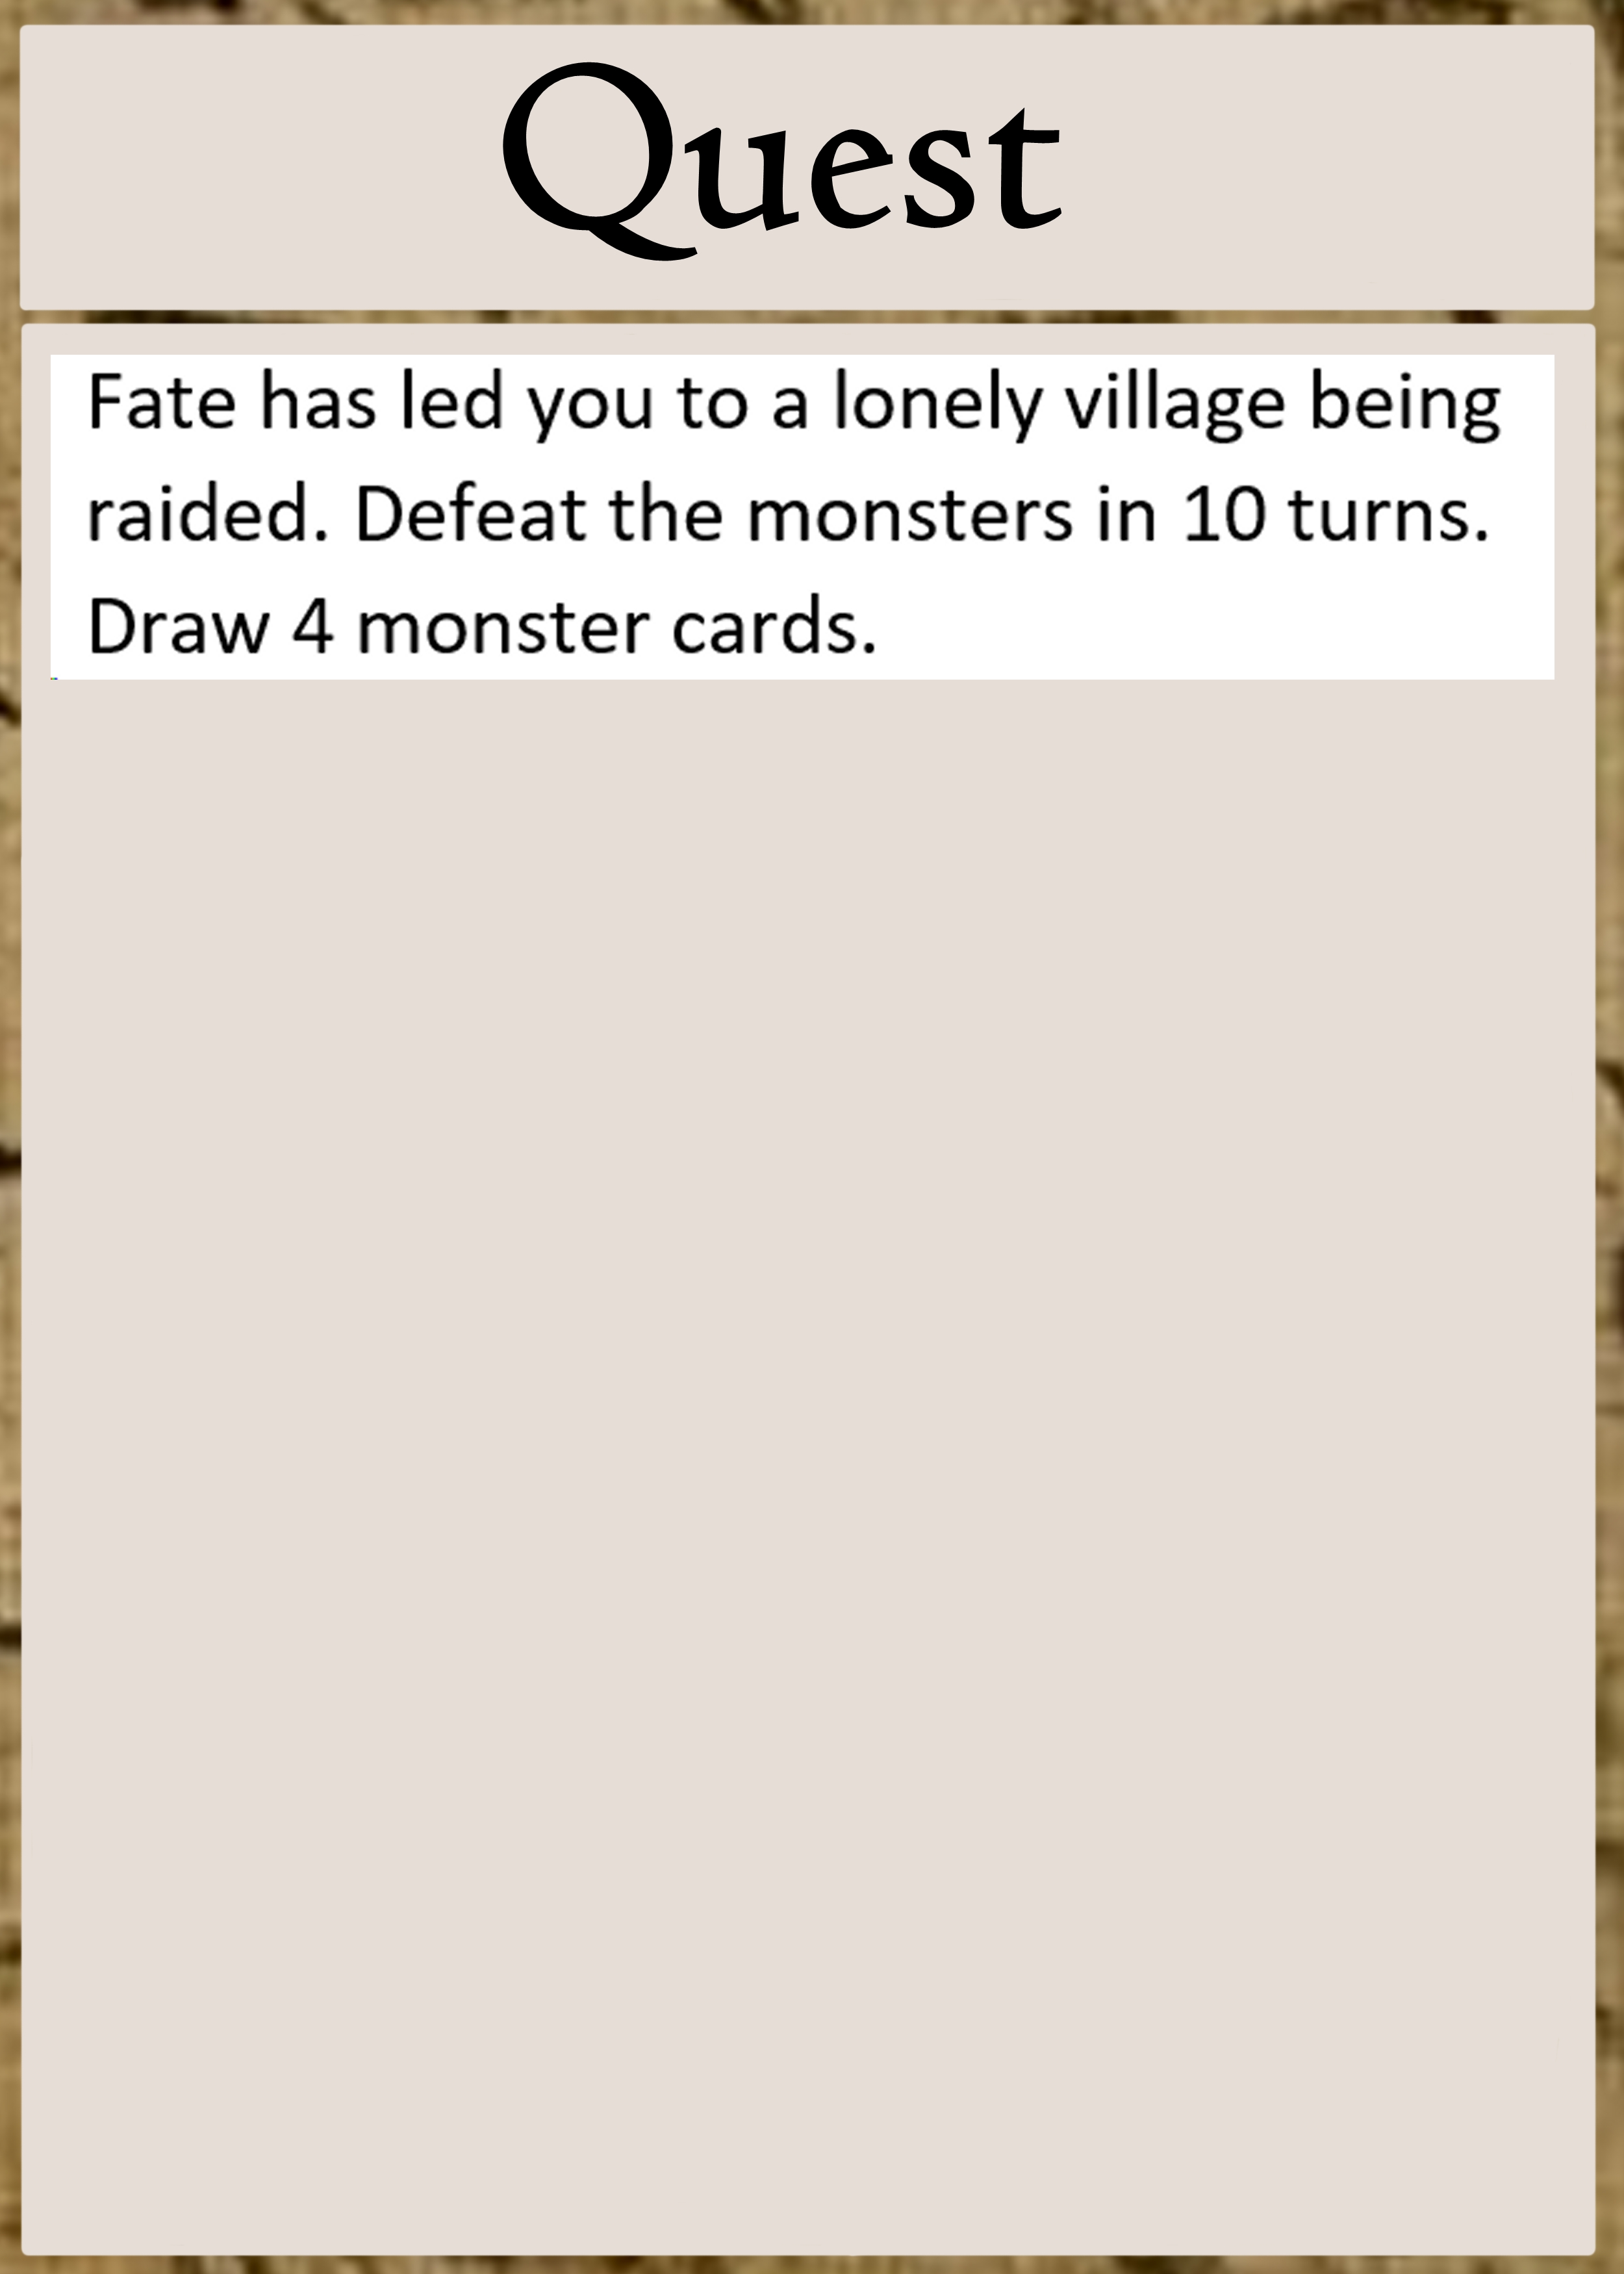 Quest
Fate has led you to a lonely village being
raided. Defeat the monsters in 10 turns.
Draw 4 monster cards.